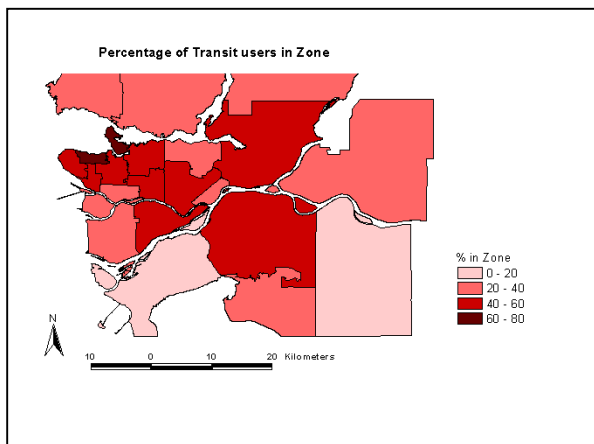 Percentage of Transit users in Zone
% in Zone
0 - 20
20 - 40
40 - 60
60 - 80
N
10 0 10 20 Kilometers